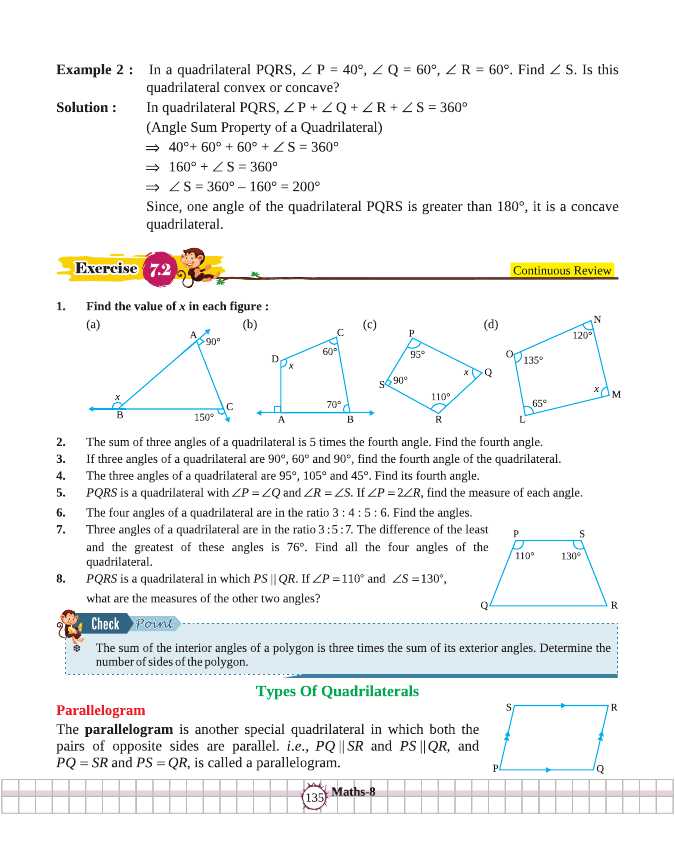 Example 2 : In a quadrilateral PQRS, ∠ P = 40°, ∠ Q = 60°, ∠ R = 60°. Find ∠ S. Is this
quadrilateral convex or concave?
Solution : In quadrilateral PQRS, ∠ P + ∠ Q + ∠ R + ∠ S = 360°
(Angle Sum Property of a Quadrilateral)
⇒ 40°+ 60° + 60° + ∠ S = 360°
⇒ 160° + ∠ S = 360°
⇒ ∠ S = 360° – 160° = 200°
Since, one angle of the quadrilateral PQRS is greater than 180°, it is a concave
quadrilateral.
Exercise 7.2
Continuous Review
1. Find the value of x in each figure :
(a) (b) (c) (d)
A 90° x B 150° C
D x C 60° 70° A B
P 95° x Q S 90° 110° R
N 120° O 135° x M 65° L
2. The sum of three angles of a quadrilateral is 5 times the fourth angle. Find the fourth angle.
3. If three angles of a quadrilateral are 90°, 60° and 90°, find the fourth angle of the quadrilateral.
4. The three angles of a quadrilateral are 95°, 105° and 45°. Find its fourth angle.
5. PQRS is a quadrilateral with ∠P = ∠Q and ∠R = ∠S. If ∠P = 2∠R, find the measure of each angle.
6. The four angles of a quadrilateral are in the ratio 3 : 4 : 5 : 6. Find the angles.
7. Three angles of a quadrilateral are in the ratio 3 : 5 : 7. The difference of the least
and the greatest of these angles is 76°. Find all the four angles of the
quadrilateral.
8. PQRS is a quadrilateral in which PS || QR. If ∠P = 110° and ∠S = 130°,
what are the measures of the other two angles?
P S
110° 130°
Q R
Check Point
❄ The sum of the interior angles of a polygon is three times the sum of its exterior angles. Determine the
number of sides of the polygon.
Types Of Quadrilaterals
Parallelogram
The parallelogram is another special quadrilateral in which both the
pairs of opposite sides are parallel. i.e., PQ || SR and PS || QR, and
PQ = SR and PS = QR, is called a parallelogram.
S R
P Q
135 Maths-8